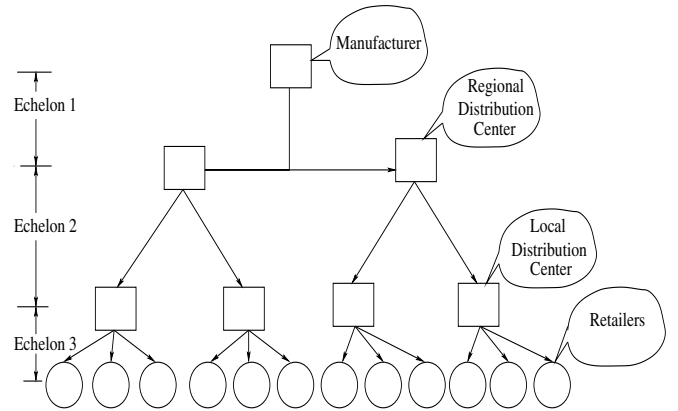 Manufacturer
Echelon 1
Regional
Distribution
Center
Echelon 2
Local
Distribution
Center
Echelon 3
Retailers